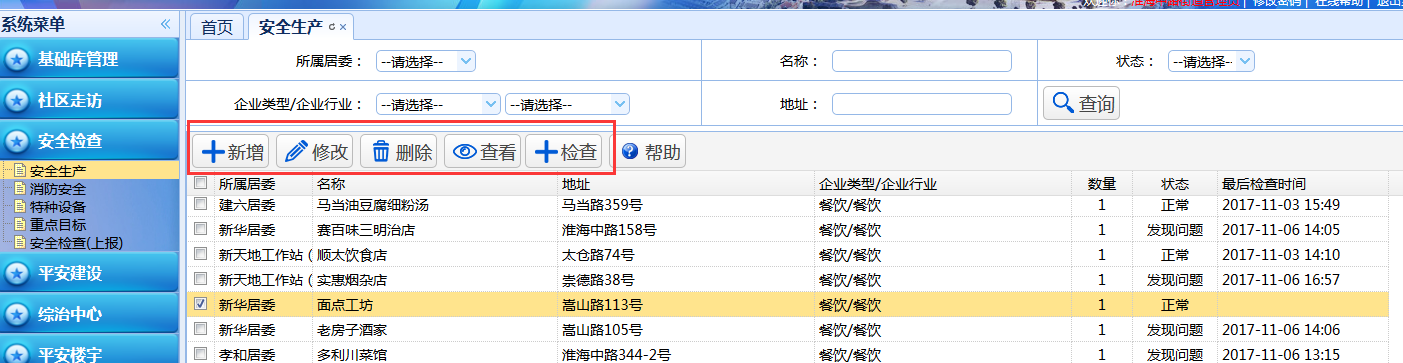 系统菜单
首页 安全生产
基础库管理
社区走访
安全检查
安全生产
消防安全
特种设备
重点目标
安全检查(上报)
平安建设
综治中心
平安楼宇
所属居委： --请选择-- 名称： 状态： --请选择--
企业类型/企业行业： --请选择-- --请选择-- 地址： 查询
新增 修改 删除 查看 检查 帮助
所属居委 名称 地址 企业类型/企业行业 数量 状态 最后检查时间
建六居委 马当油豆腐细粉汤 马当路359号 餐饮/餐饮 1 正常 2017-11-03 15:49
新华居委 赛百味三明治店 淮海中路158号 餐饮/餐饮 1 发现问题 2017-11-06 14:05
新天地工作站 ( 顺太饮食店 太仓路74号 餐饮/餐饮 1 正常 2017-11-03 14:10
新天地工作站 ( 实惠烟杂店 崇德路38号 餐饮/餐饮 1 发现问题 2017-11-06 16:57
新华居委 面点工坊 嵩山路113号 餐饮/餐饮 1 正常
新华居委 老房子酒家 嵩山路105号 餐饮/餐饮 1 发现问题 2017-11-06 14:06
孝和居委 多利川菜馆 淮海中路344-2号 餐饮/餐饮 1 发现问题 2017-11-06 13:15